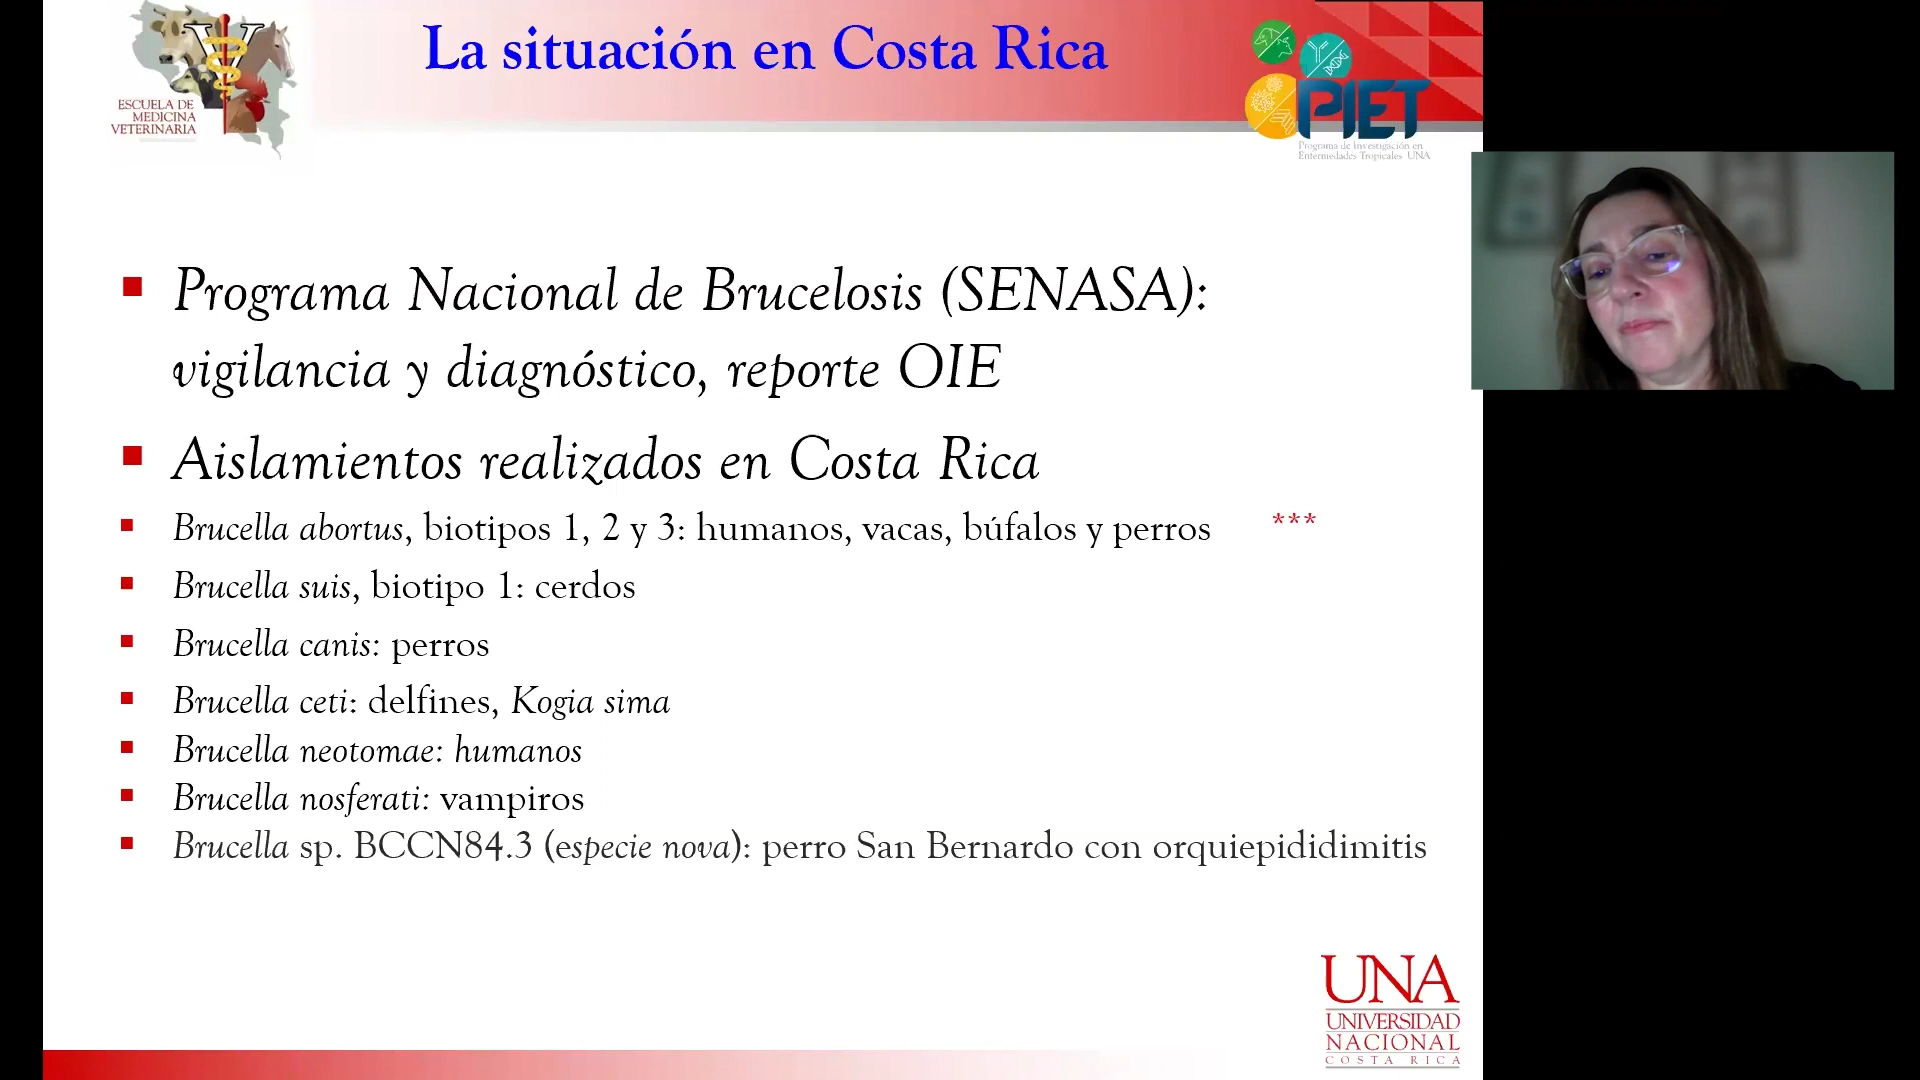 La situación en Costa Rica
ESCUELA DE
MEDICINA
VETERINARIA
PIET
Programa de Investigación en
Enfermedades Tropicales UNA
Programa Nacional de Brucelosis (SENASA):
vigilancia y diagnóstico, reporte OIE
Aislamientos realizados en Costa Rica
Brucella abortus, biotipos 1, 2 y 3: humanos, vacas, búfalos y perros ***
Brucella suis, biotipo 1: cerdos
Brucella canis: perros
Brucella ceti: delfines, Kogia sima
Brucella neotomae: humanos
Brucella nosferati: vampiros
Brucella sp. BCCN84.3 (especie nova): perro San Bernardo con orquiepididimitis
UNA
UNIVERSIDAD
NACIONAL
COSTA RICA